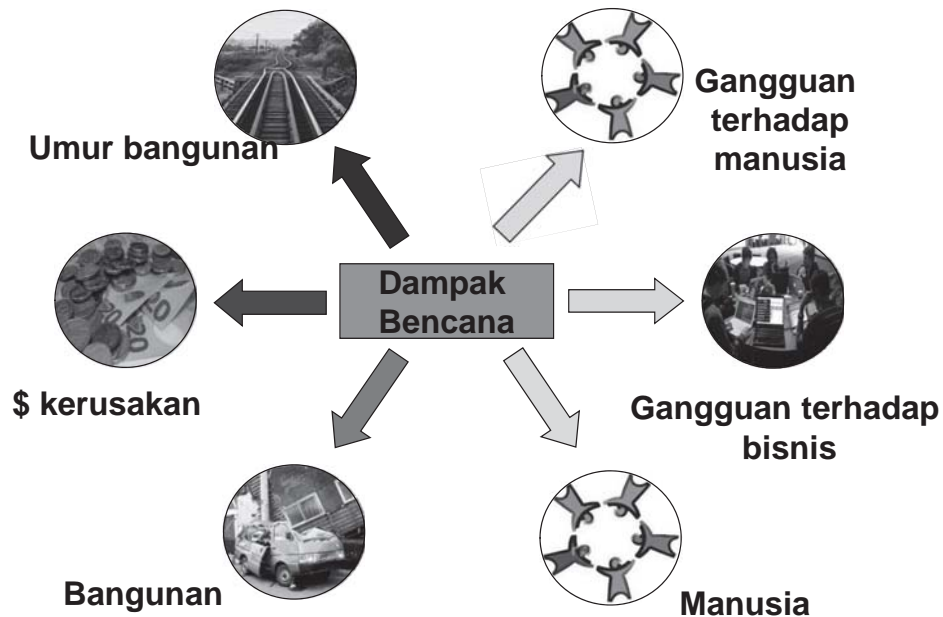 Umur bangunan
Gangguan
terhadap
manusia
Dampak
Bencana
$ kerusakan
Gangguan terhadap
bisnis
Bangunan
Manusia